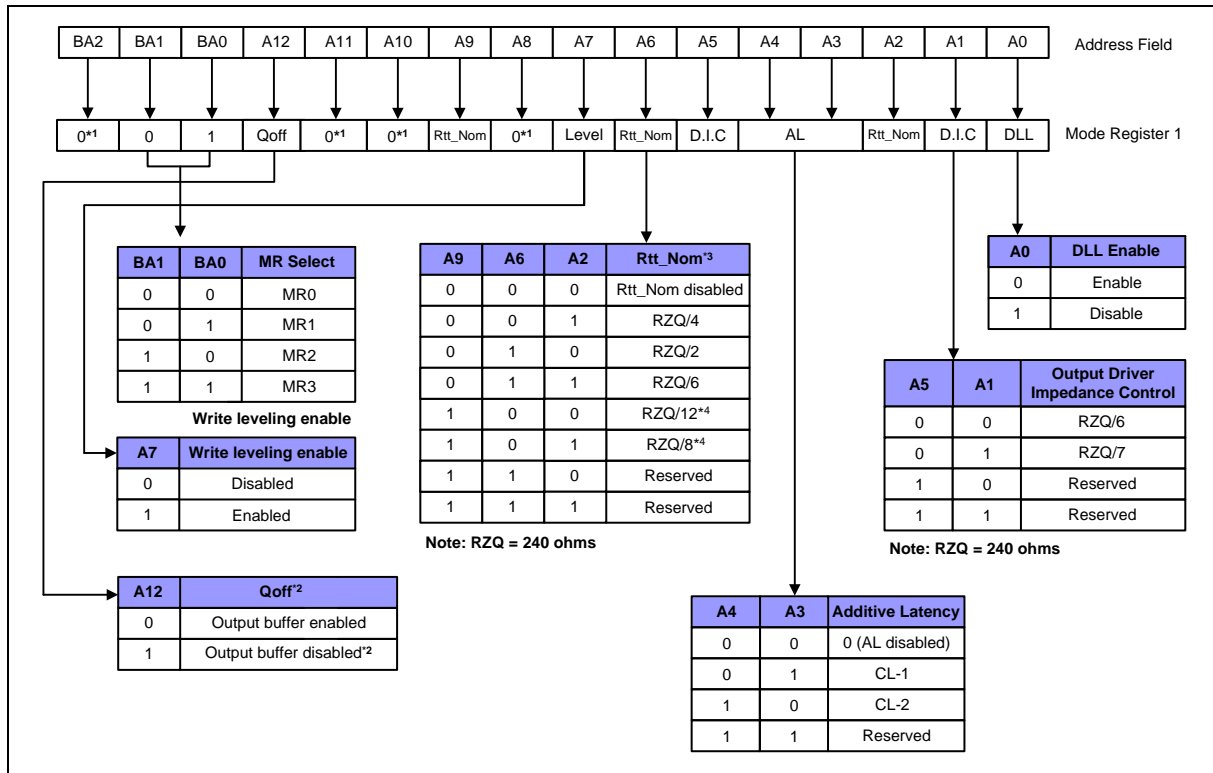 BA2 BA1 BA0 A12 A11 A10 A9 A8 A7 A6 A5 A4 A3 A2 A1 A0 Address Field
0*1 0 1 Qoff 0*1 0*1 Rtt_Nom 0*1 Level Rtt_Nom D.I.C AL Rtt_Nom D.I.C DLL Mode Register 1
BA1 BA0 MR Select
0 0 MR0
0 1 MR1
1 0 MR2
1 1 MR3
Write leveling enable
A7 Write leveling enable
0 Disabled
1 Enabled
A12 Qoff*2
0 Output buffer enabled
1 Output buffer disabled*2
A9 A6 A2 Rtt_Nom*3
0 0 0 Rtt_Nom disabled
0 0 1 RZQ/4
0 1 0 RZQ/2
0 1 1 RZQ/6
1 0 0 RZQ/12*4
1 0 1 RZQ/8*4
1 1 0 Reserved
1 1 1 Reserved
Note: RZQ = 240 ohms
A0 DLL Enable
0 Enable
1 Disable
A5 A1 Output Driver
Impedance Control
0 0 RZQ/6
0 1 RZQ/7
1 0 Reserved
1 1 Reserved
Note: RZQ = 240 ohms
A4 A3 Additive Latency
0 0 0 (AL disabled)
0 1 CL-1
1 0 CL-2
1 1 Reserved